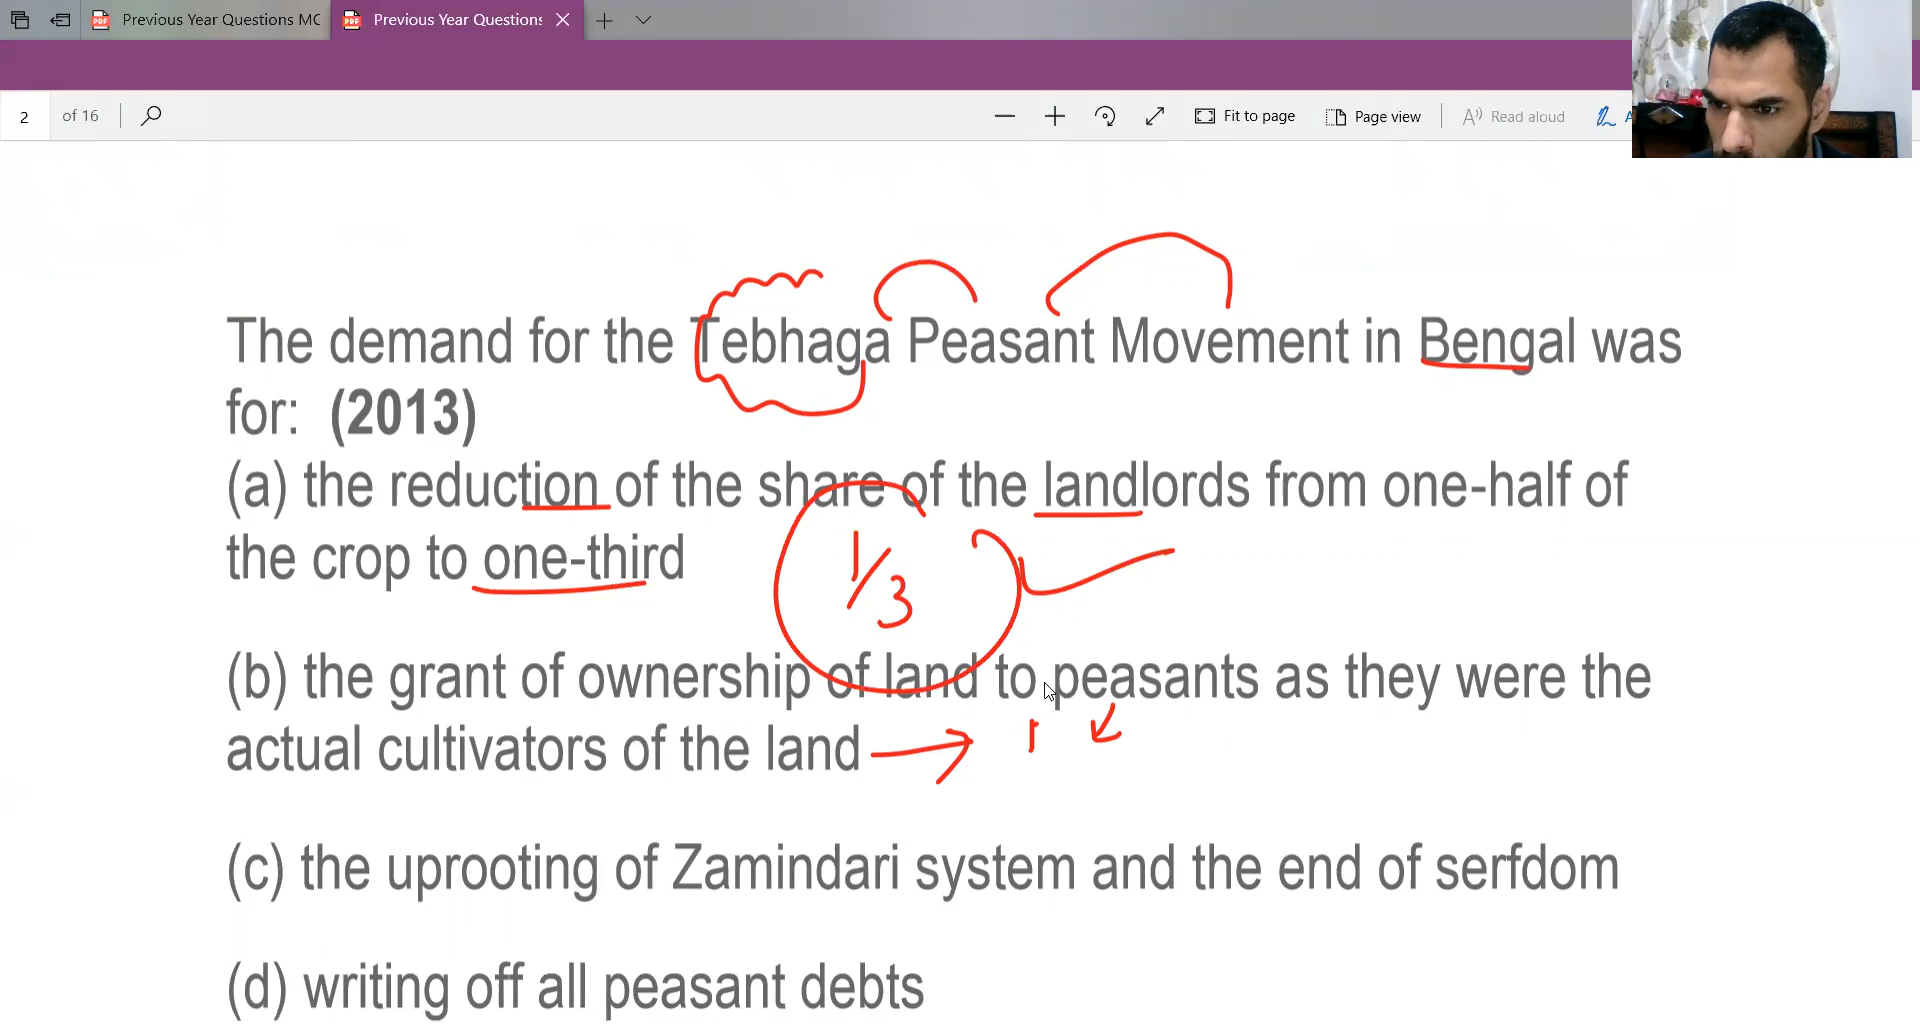 Previous Year Questions MC
Previous Year Questions
2 of 16
Fit to page
Page view
Read aloud
The demand for the Tebhaga Peasant Movement in Bengal was
for: (2013)
(a) the reduction of the share of the landlords from one-half of
the crop to one-third
1/3
(b) the grant of ownership of land to peasants as they were the
actual cultivators of the land
(c) the uprooting of Zamindari system and the end of serfdom
(d) writing off all peasant debts